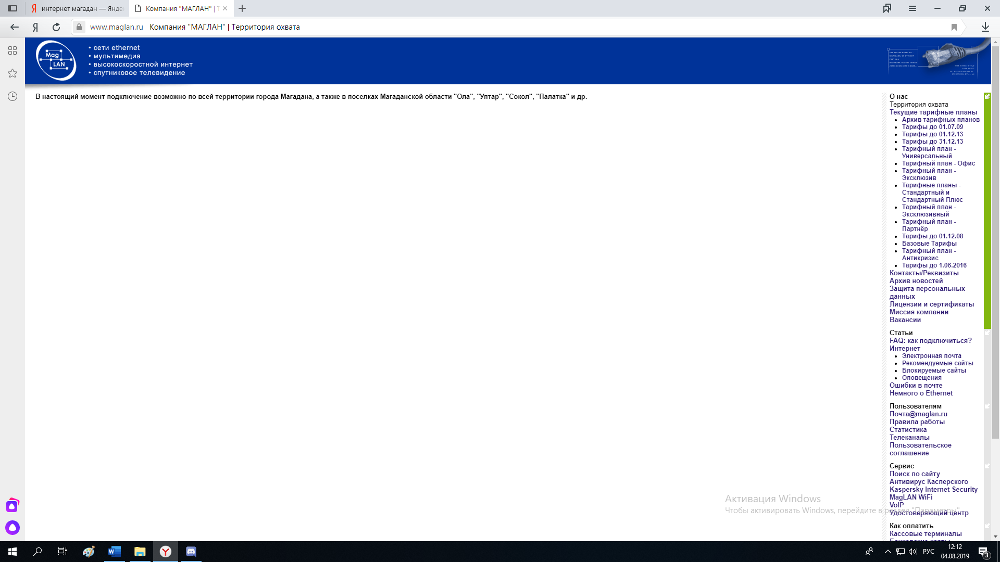 интернет магадан — Янде
Компания "МАГЛАН" | Т
www.maglan.ru Компания "МАГЛАН" | Территория охвата
Mag
LAN
• сети ethernet
• мультимедиа
• высокоскоростной интернет
• спутниковое телевидение
В настоящий момент подключение возможно по всей территории города Магадана, а также в поселках Магаданской области "Ола", "Уптар", "Сокол", "Палатка" и др.
О нас
Территория охвата
Текущие тарифные планы
Архив тарифных планов
Тарифы до 01.07.09
Тарифы до 01.12.13
Тарифы до 31.12.13
Тарифный план -
Универсальный
Тарифный план - Офис
Тарифный план -
Эксклюзив
Тарифные планы -
Стандартный и
Стандартный Плюс
Тарифный план -
Эксклюзивный
Тарифный план -
Партнёр
Тарифы до 01.12.08
Базовые Тарифы
Тарифный план -
Антикризис
Тарифы до 1.06.2016
Контакты/Реквизиты
Архив новостей
Защита персональных
данных
Лицензии и сертификаты
Миссия компании
Вакансии
Статьи
FAQ: как подключиться?
Интернет
Электронная почта
Рекомендуемые сайты
Блокируемые сайты
Оповещения
Ошибки в почте
Немного о Ethernet
Пользователям
Почта@maglan.ru
Правила работы
Статистика
Телеканалы
Пользовательское
соглашение
Сервис
Поиск по сайту
Антивирус Касперского
Kaspersky Internet Security
MagLAN WiFi
VoIP
Удостоверяющий центр
Как оплатить
Кассовые терминалы
Банковские карты
Активация Windows
Чтобы активировать Windows, перейдите в раздел "Параметры".
РУС
12:12
04.08.2019
3